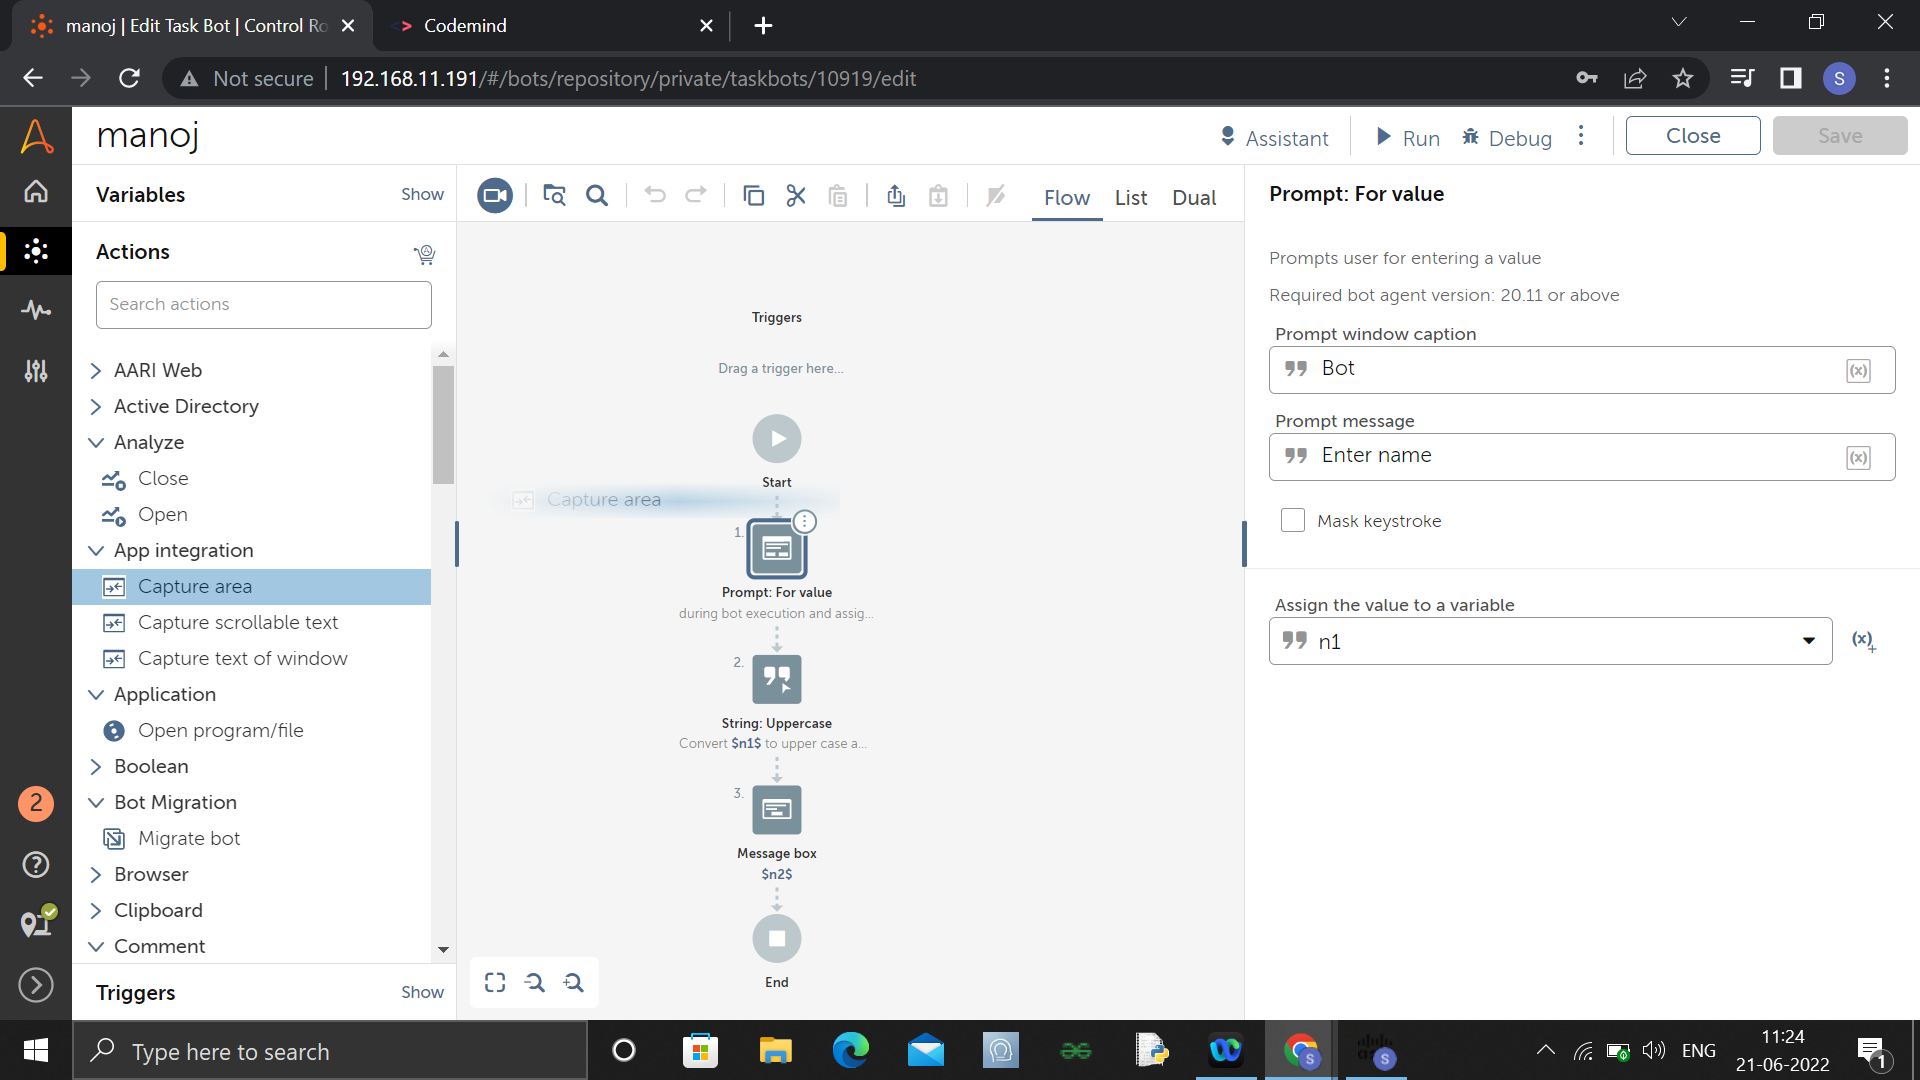 manoj | Edit Task Bot | Control Ro
Codemind
Not secure
192.168.11.191/#/bots/repository/private/taskbots/10919/edit
S
manoj
Assistant
Run
Debug
Close
Save
Variables
Show
Flow
List
Dual
Prompt: For value
Actions
Search actions
Prompts user for entering a value
Required bot agent version: 20.11 or above
Prompt window caption
Bot
(x)
Prompt message
Enter name
(x)
Mask keystroke
Assign the value to a variable
n1
(x)+
AARI Web
Active Directory
Analyze
Close
Open
App integration
Capture area
Capture scrollable text
Capture text of window
Application
Open program/file
Boolean
Bot Migration
Migrate bot
Browser
Clipboard
Comment
Triggers
Show
2
Triggers
Drag a trigger here...
Start
Capture area
1.
Prompt: For value
during bot execution and assig...
2.
String: Uppercase
Convert $n1$ to upper case a...
3.
Message box
$n2$
End
Type here to search
S
S
ENG
11:24
21-06-2022
1